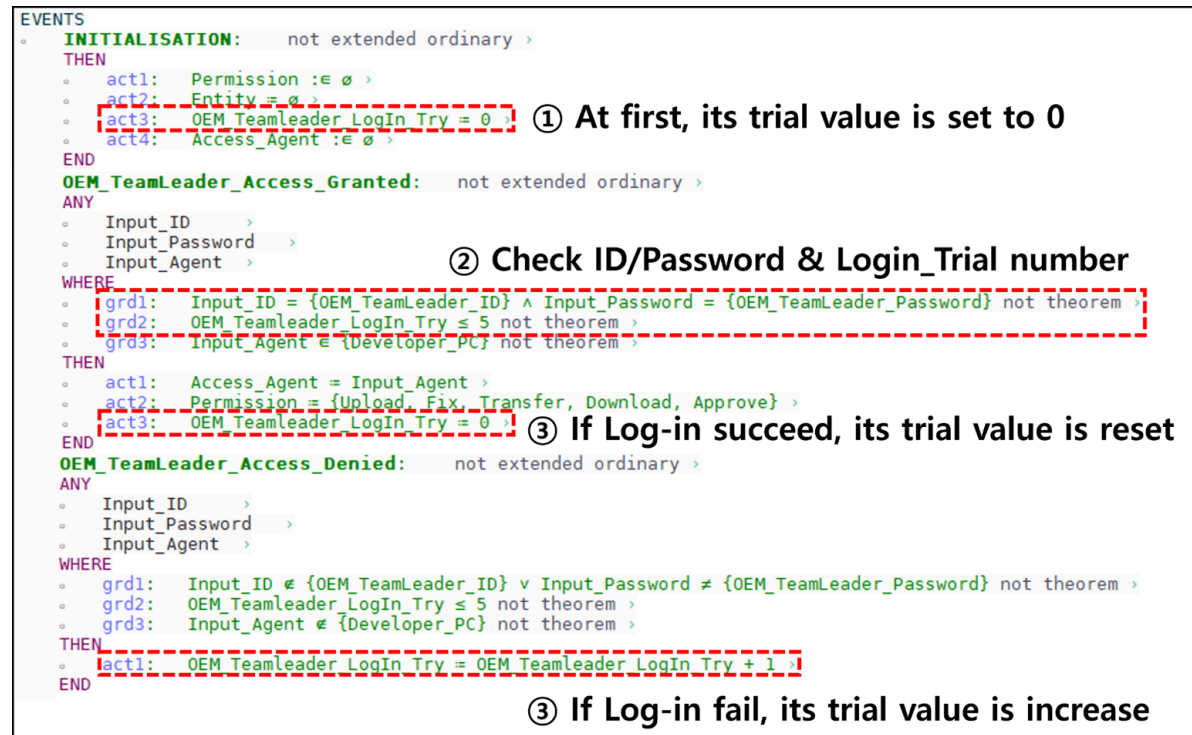 EVENTS
INITIALISATION: not extended ordinary ›
THEN
act1: Permission :∈ ∅ ›
act2: Entity ≔ ∅ ›
act3: OEM_Teamleader_LogIn_Try ≔ 0 › ① At first, its trial value is set to 0
act4: Access_Agent :∈ ∅ ›
END
OEM_TeamLeader_Access_Granted: not extended ordinary ›
ANY
Input_ID ›
Input_Password ›
Input_Agent ›
② Check ID/Password & Login_Trial number
WHERE
grd1: Input_ID = {OEM_TeamLeader_ID} ∧ Input_Password = {OEM_TeamLeader_Password} not theorem ›
grd2: OEM_Teamleader_LogIn_Try ≤ 5 not theorem ›
grd3: Input_Agent ∈ {Developer_PC} not theorem ›
THEN
act1: Access_Agent ≔ Input_Agent ›
act2: Permission ≔ {Upload, Fix, Transfer, Download, Approve} ›
act3: OEM_Teamleader_LogIn_Try ≔ 0 › ③ If Log-in succeed, its trial value is reset
END
OEM_TeamLeader_Access_Denied: not extended ordinary ›
ANY
Input_ID ›
Input_Password ›
Input_Agent ›
WHERE
grd1: Input_ID ∉ {OEM_TeamLeader_ID} ∨ Input_Password ≠ {OEM_TeamLeader_Password} not theorem ›
grd2: OEM_Teamleader_LogIn_Try ≤ 5 not theorem ›
grd3: Input_Agent ∉ {Developer_PC} not theorem ›
THEN
act1: OEM_Teamleader_LogIn_Try ≔ OEM_Teamleader_LogIn_Try + 1 ›
END
③ If Log-in fail, its trial value is increase